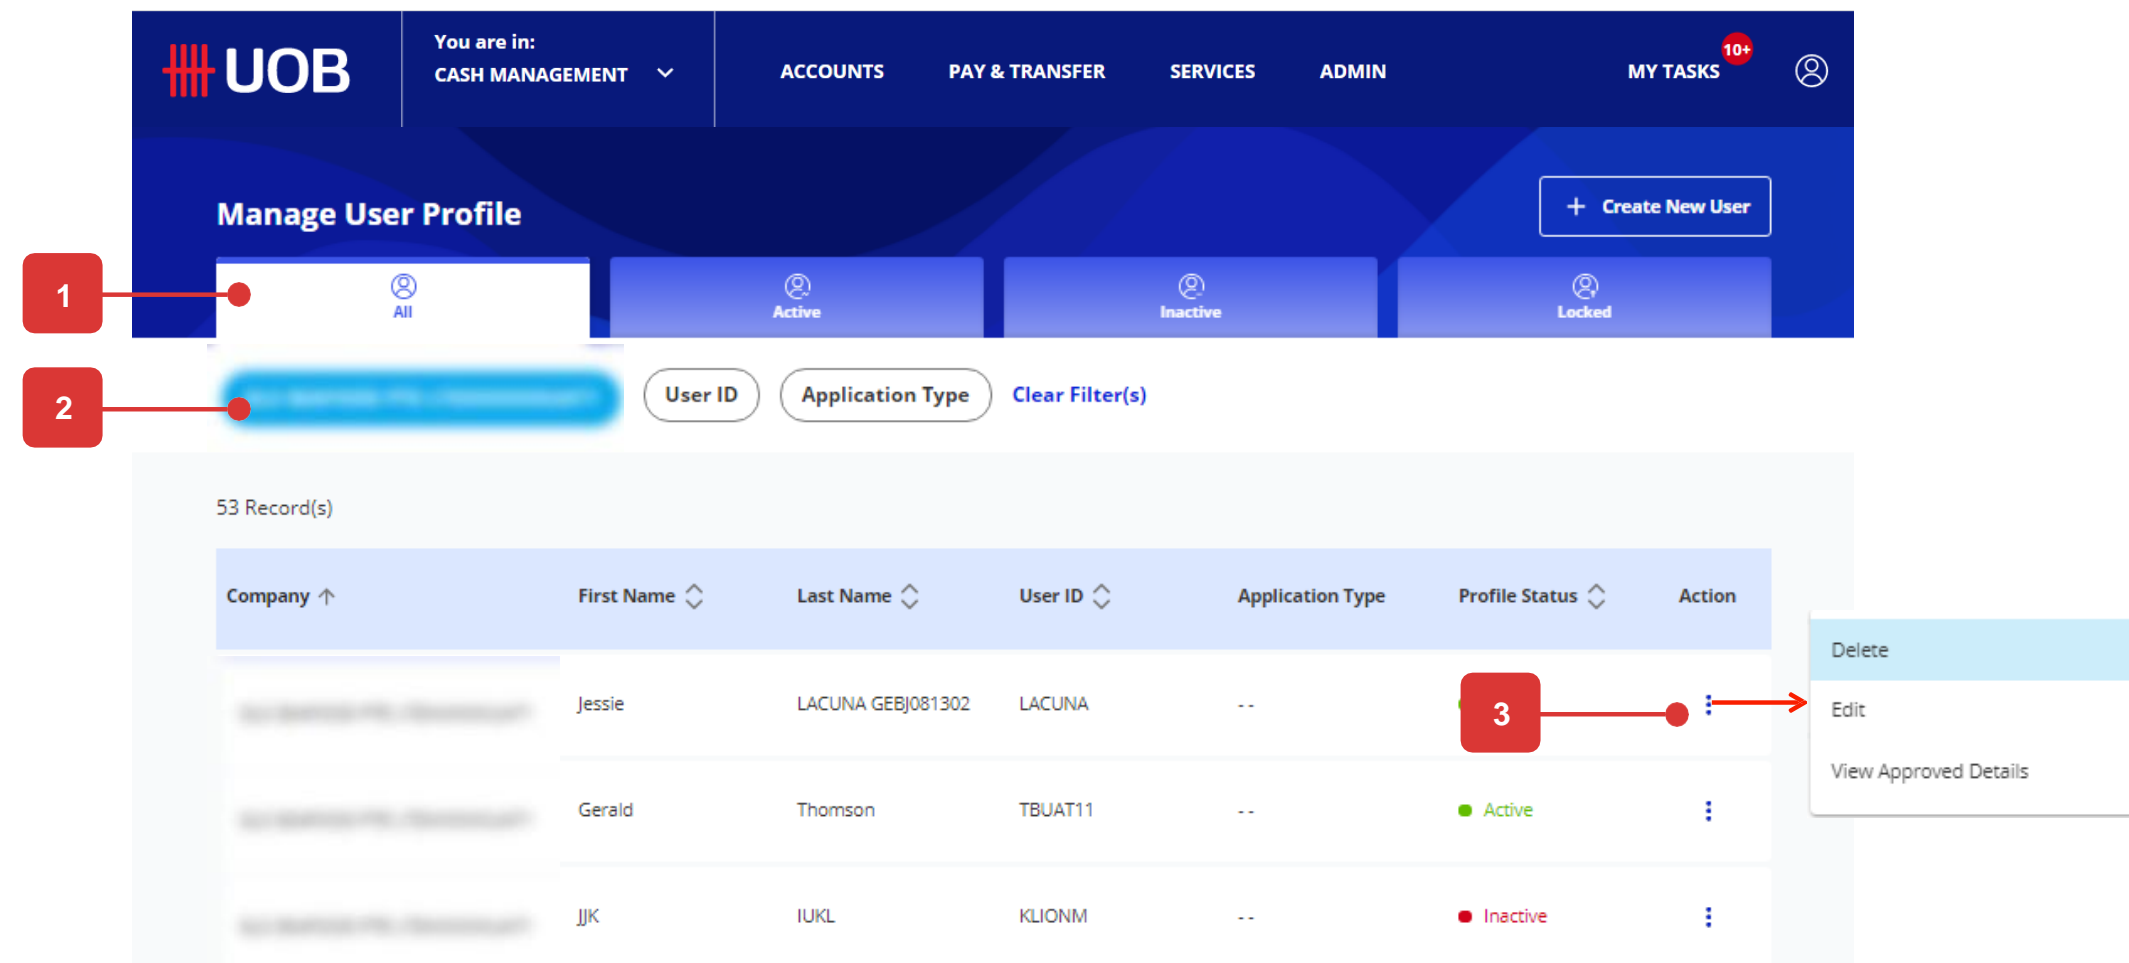 UOB
You are in:
CASH MANAGEMENT
ACCOUNTS
PAY & TRANSFER
SERVICES
ADMIN
MY TASKS
10+
Manage User Profile
+ Create New User
1
All
Active
Inactive
Locked
2
User ID
Application Type
Clear Filter(s)
53 Record(s)
Company
First Name
Last Name
User ID
Application Type
Profile Status
Action
Jessie
LACUNA GEBJ081302
LACUNA
- -
3
Delete
Edit
View Approved Details
Gerald
Thomson
TBUAT11
- -
Active
JJK
IUKL
KLIONM
- -
Inactive